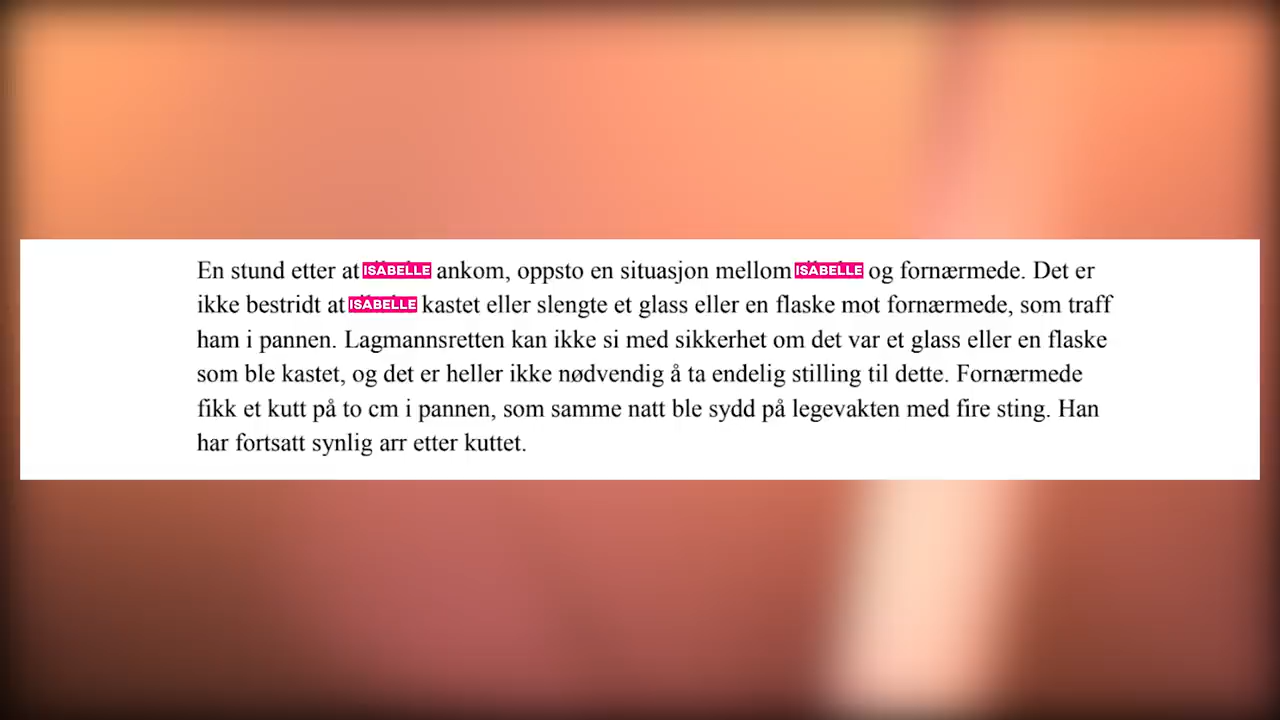 En stund etter at ISABELLE ankom, oppsto en situasjon mellom ISABELLE og fornærmede. Det er
ikke bestridt at ISABELLE kastet eller slengte et glass eller en flaske mot fornærmede, som traff
ham i pannen. Lagmannsretten kan ikke si med sikkerhet om det var et glass eller en flaske
som ble kastet, og det er heller ikke nødvendig å ta endelig stilling til dette. Fornærmede
fikk et kutt på to cm i pannen, som samme natt ble sydd på legevakten med fire sting. Han
har fortsatt synlig arr etter kuttet.